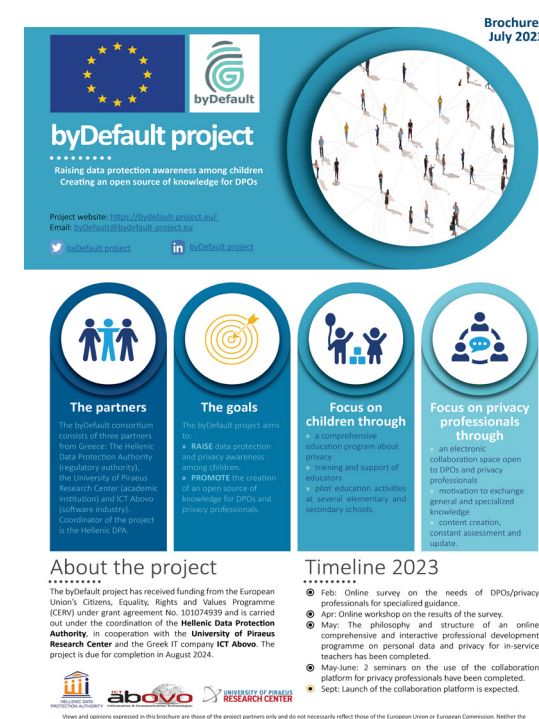 Brochure
July 202
byDefault
byDefault project
Raising data protection awareness among children
Creating an open source of knowledge for DPOs
Project website: https://bydefault-project.eu/
Email: byDefault@bydefault-project.eu
byDefault project
byDefault project
The partners
The byDefault consortium
consists of three partners
from Greece: The Hellenic
Data Protection Authority
(regulatory authority),
the University of Piraeus
Research Center (academic
institution) and ICT Abovo
(software industry).
Coordinator of the project
is the Hellenic DPA.
The goals
The byDefault project aims
to:
» RAISE data protection
and privacy awareness
among children.
» PROMOTE the creation
of an open source of
knowledge for DPOs and
privacy professionals.
Focus on
children through
» a comprehensive
education program about
privacy
» training and support of
educators
» pilot education activities
at several elementary and
secondary schools.
Focus on privacy
professionals
through
» an electronic
collaboration space open
to DPOs and privacy
professionals
» motivation to exchange
general and specialized
knowledge
» content creation,
constant assessment and
update.
About the project
The byDefault project has received funding from the European
Union's Citizens, Equality, Rights and Values Programme
(CERV) under grant agreement No. 101074939 and is carried
out under the coordination of the Hellenic Data Protection
Authority, in cooperation with the University of Piraeus
Research Center and the Greek IT company ICT Abovo. The
project is due for completion in August 2024.
HELLENIC DATA
PROTECTION AUTHORITY
ICT
abovo
Information & Communication Technologies
UNIVERSITY OF PIRAEUS
RESEARCH CENTER
Timeline 2023
Feb: Online survey on the needs of DPOs/privacy
professionals for specialized guidance.
Apr: Online workshop on the results of the survey.
May: The philosophy and structure of an online
comprehensive and interactive professional development
programme on personal data and privacy for in-service
teachers has been completed.
May-June: 2 seminars on the use of the collaboration
platform for privacy professionals have been completed.
Sept: Launch of the collaboration platform is expected.
Views and opinions expressed in this brochure are those of the project partners only and do not necessarily reflect those of the European Union or European Commission. Neither the